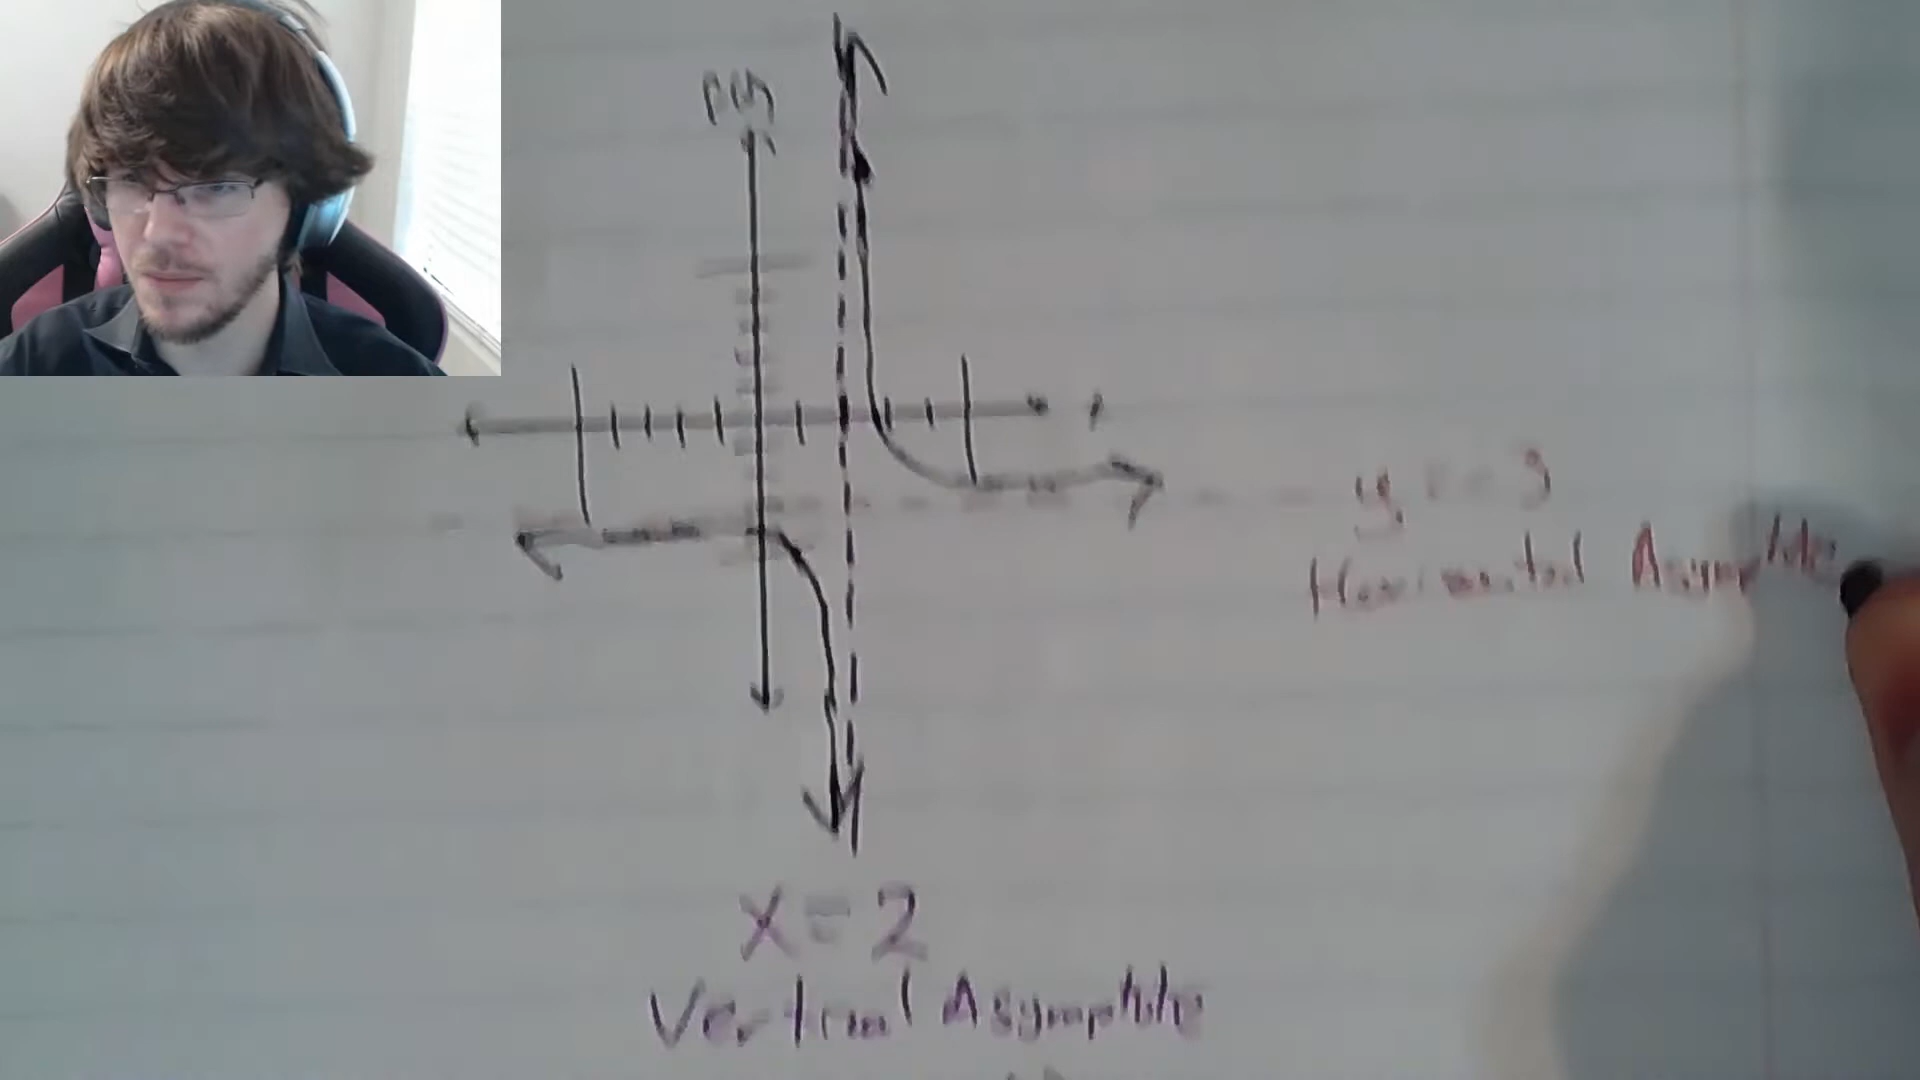 r(x)
y = -3
Horizontal Asymptote
x = 2
Vertical Asymptote